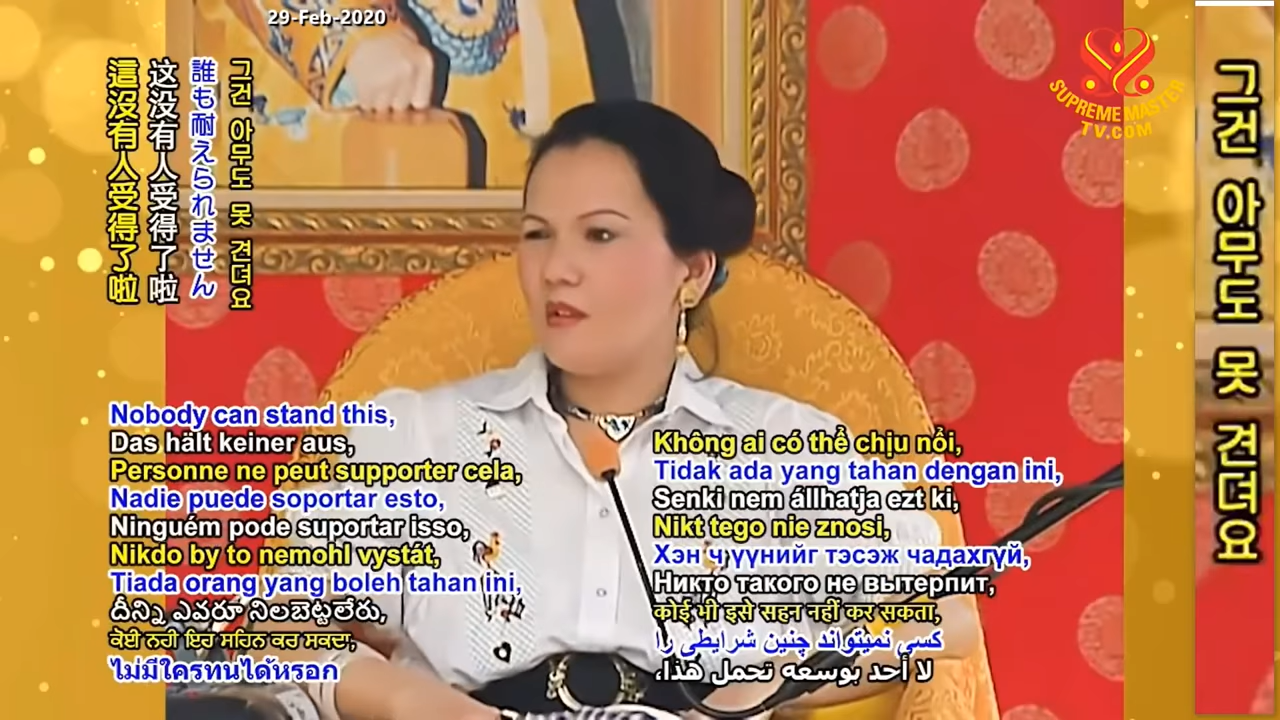 29-Feb-2020
SUPREME MASTER
TV.COM
그건 아무도 못 견뎌요
誰も耐えられません
这没有人受得了啦
這沒有人受得了啦
Nobody can stand this,
Das hält keiner aus,
Personne ne peut supporter cela,
Nadie puede soportar esto,
Ninguém pode suportar isso,
Nikdo by to nemohl vystát,
Tiada orang yang boleh tahan ini,
దీన్ని ఎవరూ నిలబెట్టలేరు,
ਕੋਈ ਨਹੀ ਇਹ ਸਹਿਨ ਕਰ ਸਕਦਾ,
ไม่มีใครทนได้หรอก
Không ai có thể chịu nổi,
Tidak ada yang tahan dengan ini,
Senki nem állhatja ezt ki,
Nikt tego nie znosi,
Хэн ч үүнийг тэсэж чадахгүй,
Никто такого не вытерпит,
कोई भी इसे सहन नहीं कर सकता,
کسی نمیتواند چنین شرایطی را
لا أحد بوسعه تحمل هذا،
그건 아무도 못 견뎌요